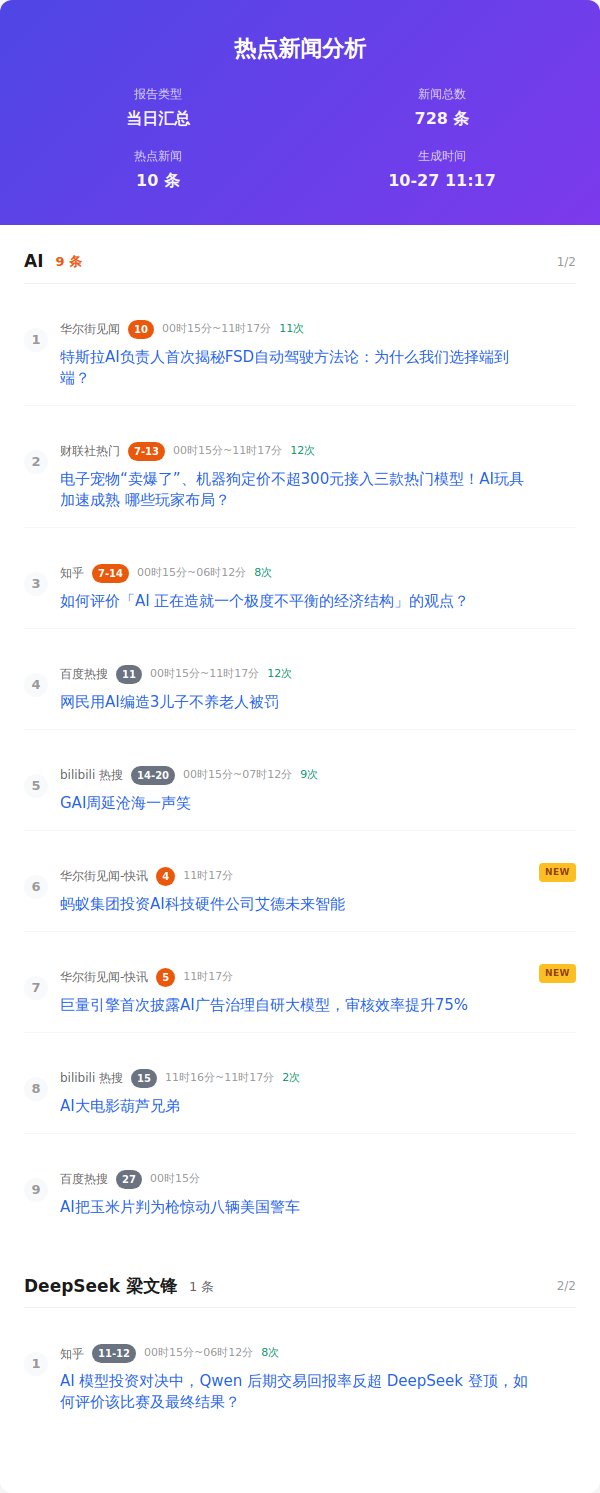 热点新闻分析
报告类型
新闻总数
当日汇总
728 条
热点新闻
生成时间
10 条
10-27 11:17
AI 9 条 1/2
1
华尔街见闻 10 00时15分~11时17分 11次
特斯拉AI负责人首次揭秘FSD自动驾驶方法论：为什么我们选择端到
端？
2
财联社热门 7-13 00时15分~11时17分 12次
电子宠物“卖爆了”、机器狗定价不超300元接入三款热门模型！AI玩具
加速成熟 哪些玩家布局？
3
知乎 7-14 00时15分~06时12分 8次
如何评价「AI 正在造就一个极度不平衡的经济结构」的观点？
4
百度热搜 11 00时15分~11时17分 12次
网民用AI编造3儿子不养老人被罚
5
bilibili 热搜 14-20 00时15分~07时12分 9次
GAI周延沧海一声笑
6
华尔街见闻-快讯 4 11时17分 NEW
蚂蚁集团投资AI科技硬件公司艾德未来智能
7
华尔街见闻-快讯 5 11时17分 NEW
巨量引擎首次披露AI广告治理自研大模型，审核效率提升75%
8
bilibili 热搜 15 11时16分~11时17分 2次
AI大电影葫芦兄弟
9
百度热搜 27 00时15分
AI把玉米片判为枪惊动八辆美国警车
DeepSeek 梁文锋 1 条 2/2
1
知乎 11-12 00时15分~06时12分 8次
AI 模型投资对决中，Qwen 后期交易回报率反超 DeepSeek 登顶，如
何评价该比赛及最终结果？